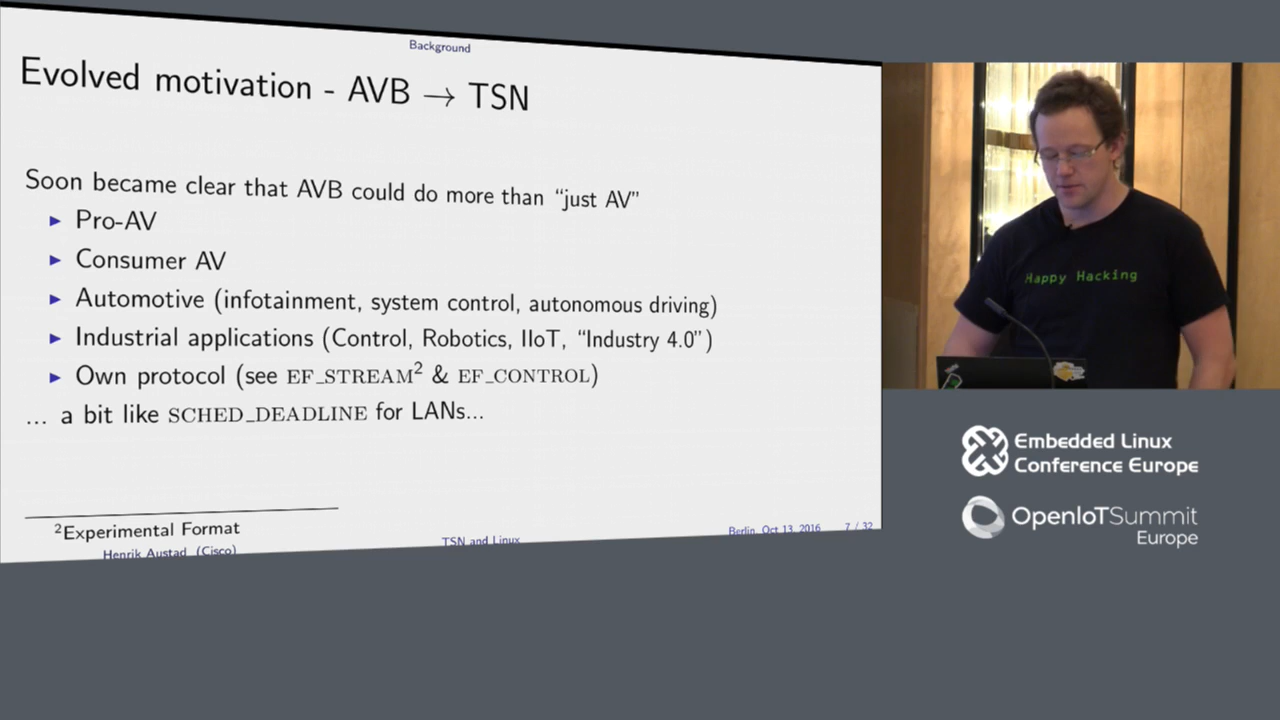 Background
Evolved motivation - AVB → TSN
Soon became clear that AVB could do more than “just AV”
▶ Pro-AV
▶ Consumer AV
▶ Automotive (infotainment, system control, autonomous driving)
▶ Industrial applications (Control, Robotics, IIoT, “Industry 4.0”)
▶ Own protocol (see EF_STREAM² & EF_CONTROL)
... a bit like SCHED_DEADLINE for LANs...
²Experimental Format
Henrik Austad (Cisco) TSN and Linux Berlin, Oct 13, 2016 7 / 32
Happy Hacking
Embedded Linux
Conference Europe
OpenIoTSummit
Europe